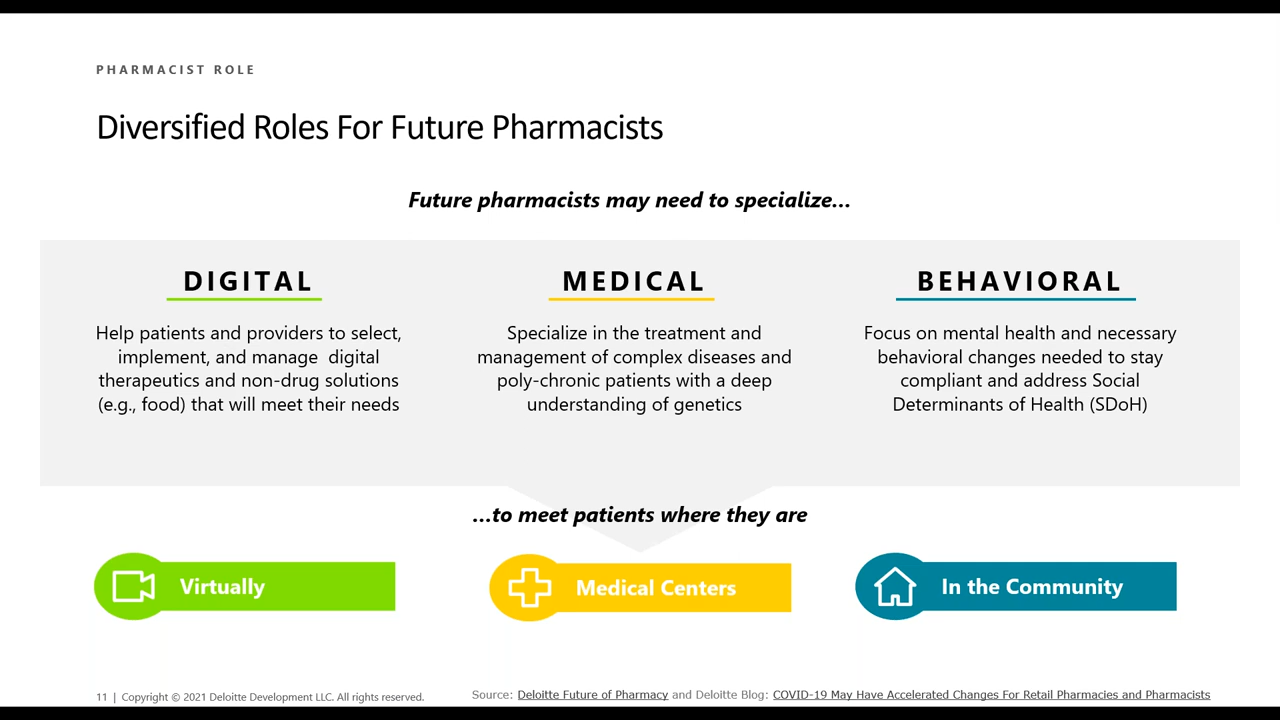 PHARMACIST ROLE
Diversified Roles For Future Pharmacists
Future pharmacists may need to specialize...
DIGITAL
Help patients and providers to select,
implement, and manage  digital
therapeutics and non-drug solutions
(e.g., food) that will meet their needs
MEDICAL
Specialize in the treatment and
management of complex diseases and
poly-chronic patients with a deep
understanding of genetics
BEHAVIORAL
Focus on mental health and necessary
behavioral changes needed to stay
compliant and address Social
Determinants of Health (SDoH)
...to meet patients where they are
Virtually
Medical Centers
In the Community
11 | Copyright © 2021 Deloitte Development LLC. All rights reserved.
Source: Deloitte Future of Pharmacy and Deloitte Blog: COVID-19 May Have Accelerated Changes For Retail Pharmacies and Pharmacists